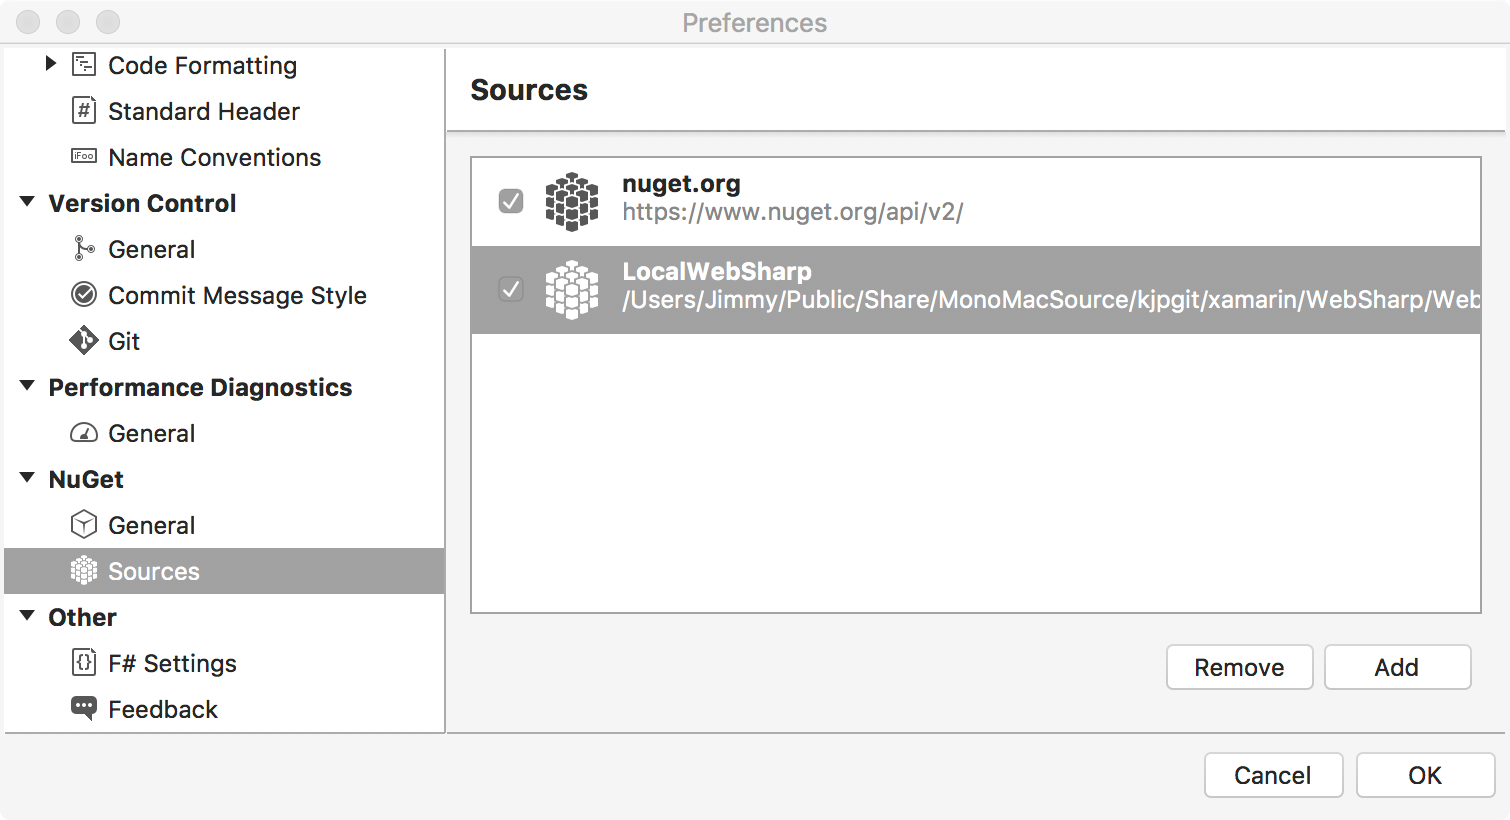 Preferences
Code Formatting
Standard Header
iFoo
Name Conventions
Version Control
General
Commit Message Style
Git
Performance Diagnostics
General
NuGet
General
Sources
Other
F# Settings
Feedback
Sources
nuget.org
https://www.nuget.org/api/v2/
LocalWebSharp
/Users/Jimmy/Public/Share/MonoMacSource/kjpgit/xamarin/WebSharp/Web
Remove
Add
Cancel
OK